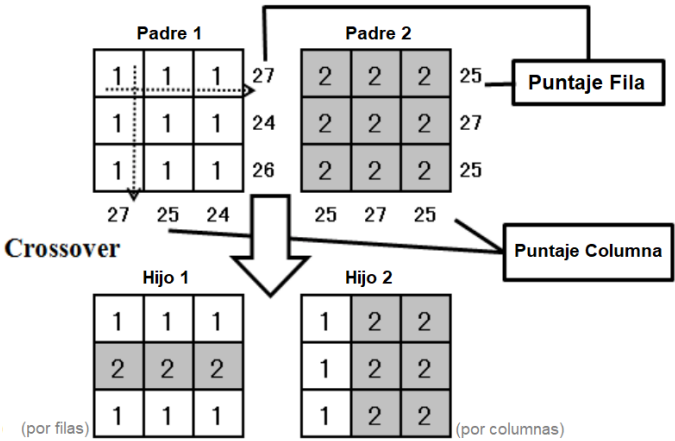 Padre 1 Padre 2
1 1 1 27 2 2 2 25 Puntaje Fila
1 1 1 24 2 2 2 27
1 1 1 26 2 2 2 25
27 25 24 25 27 25
Crossover Puntaje Columna
Hijo 1 Hijo 2
1 1 1 1 2 2
2 2 2 1 2 2
1 1 1 1 2 2
(por filas) (por columnas)